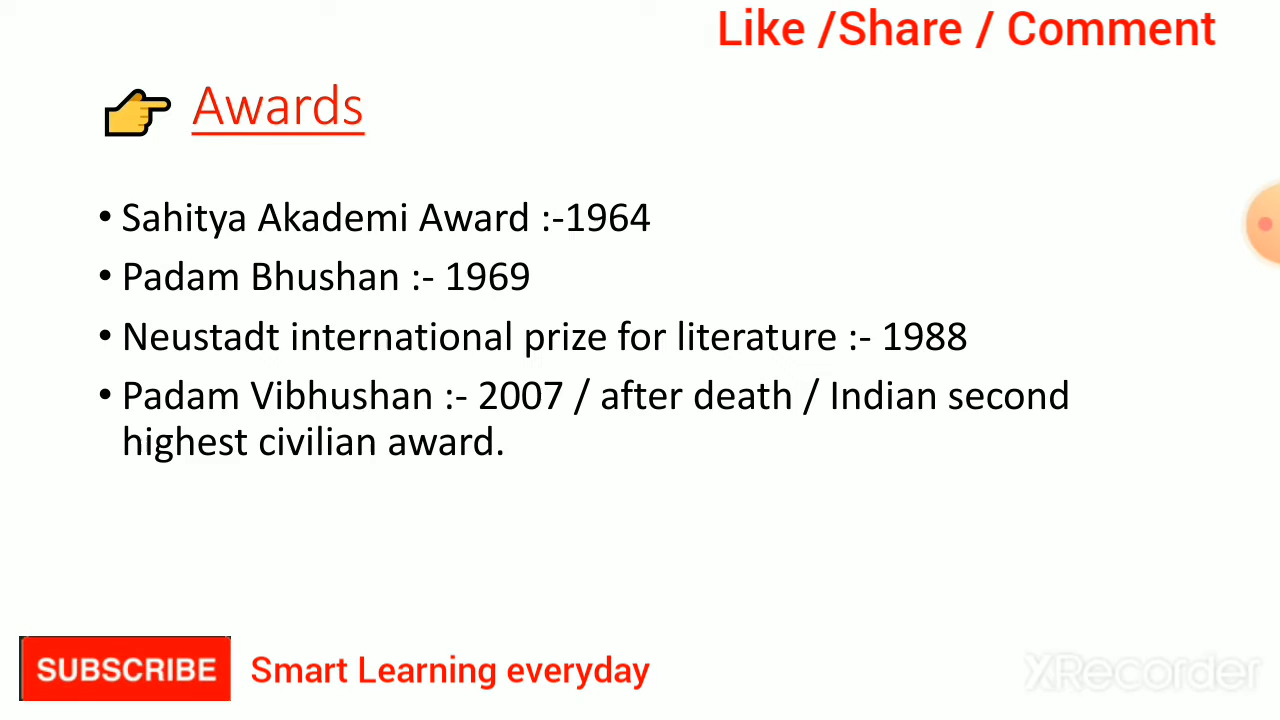 Like /Share / Comment
Awards
• Sahitya Akademi Award :-1964
• Padam Bhushan :- 1969
• Neustadt international prize for literature :- 1988
• Padam Vibhushan :- 2007 / after death / Indian second
highest civilian award.
SUBSCRIBE Smart Learning everyday
XRecorder